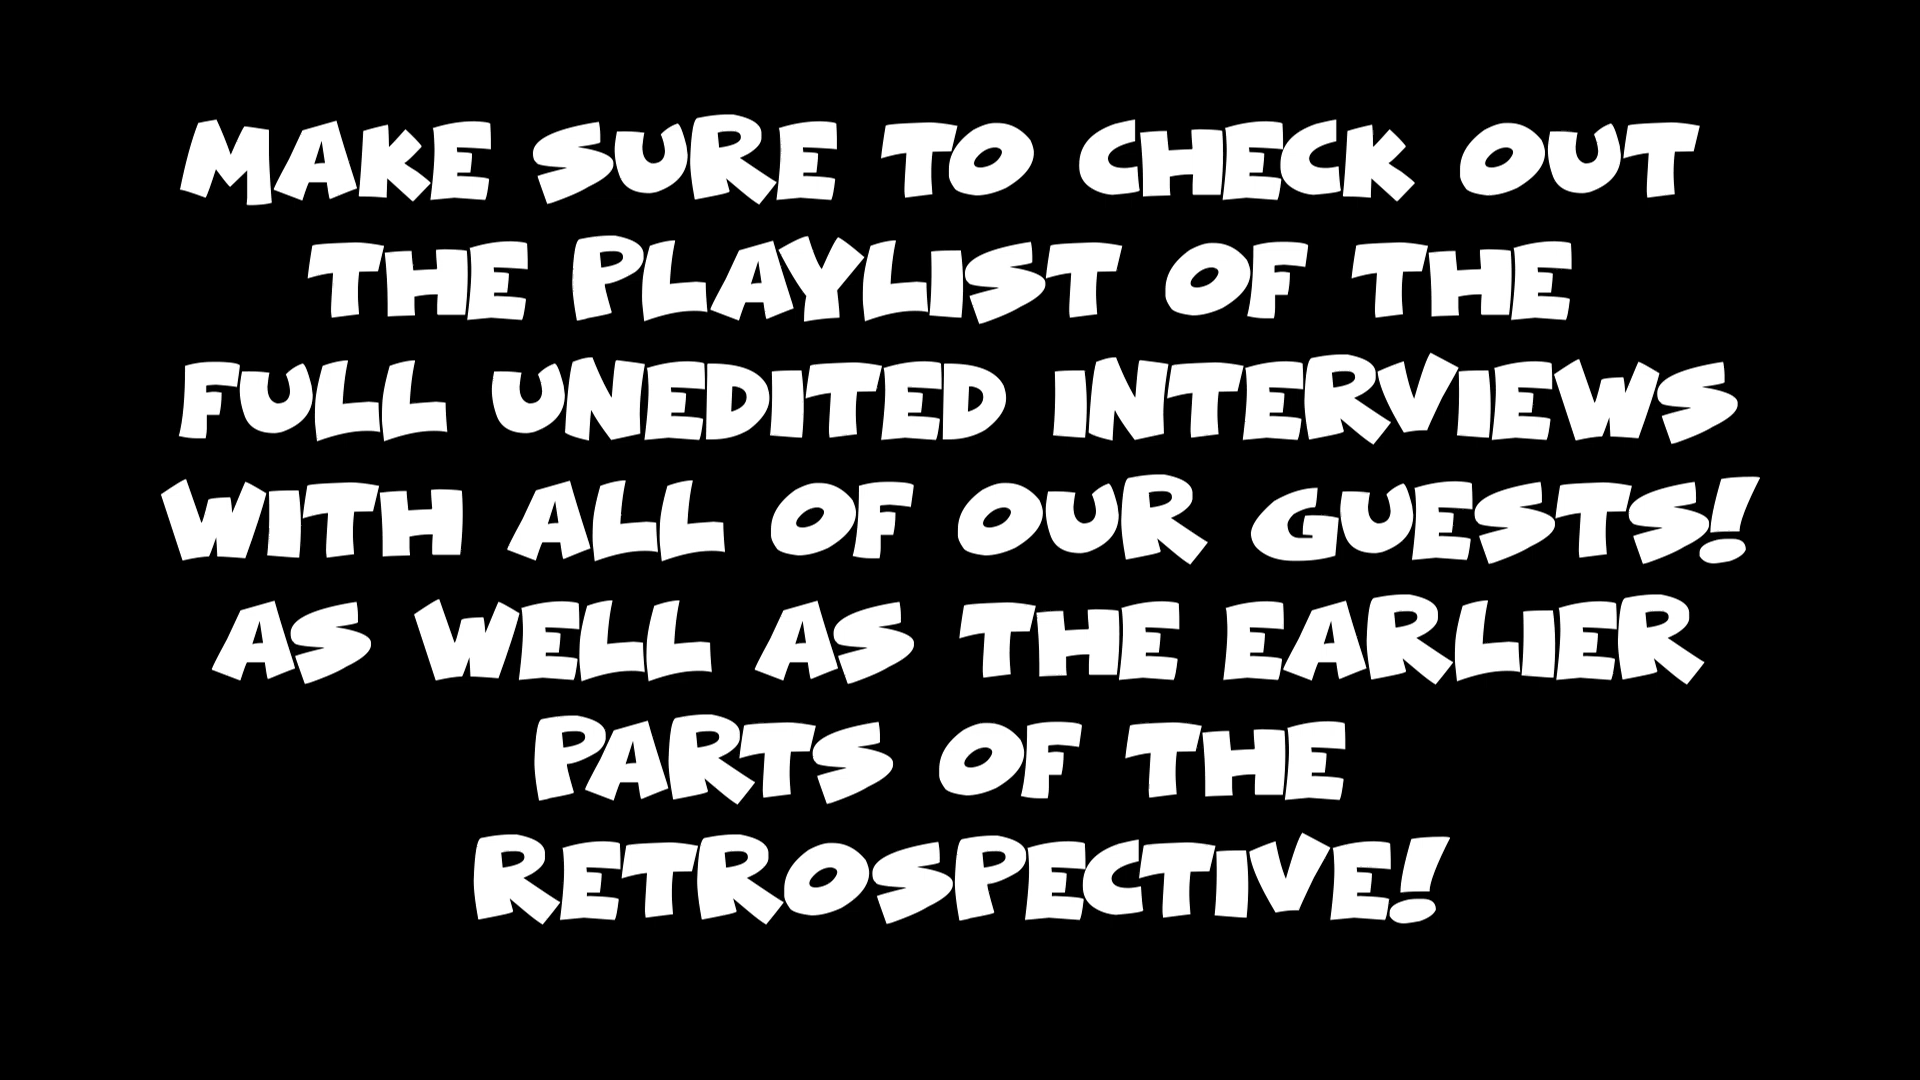 MAKE SURE TO CHECK OUT
THE PLAYLIST OF THE
FULL UNEDITED INTERVIEWS
WITH ALL OF OUR GUESTS!
AS WELL AS THE EARLIER
PARTS OF THE
RETROSPECTIVE!